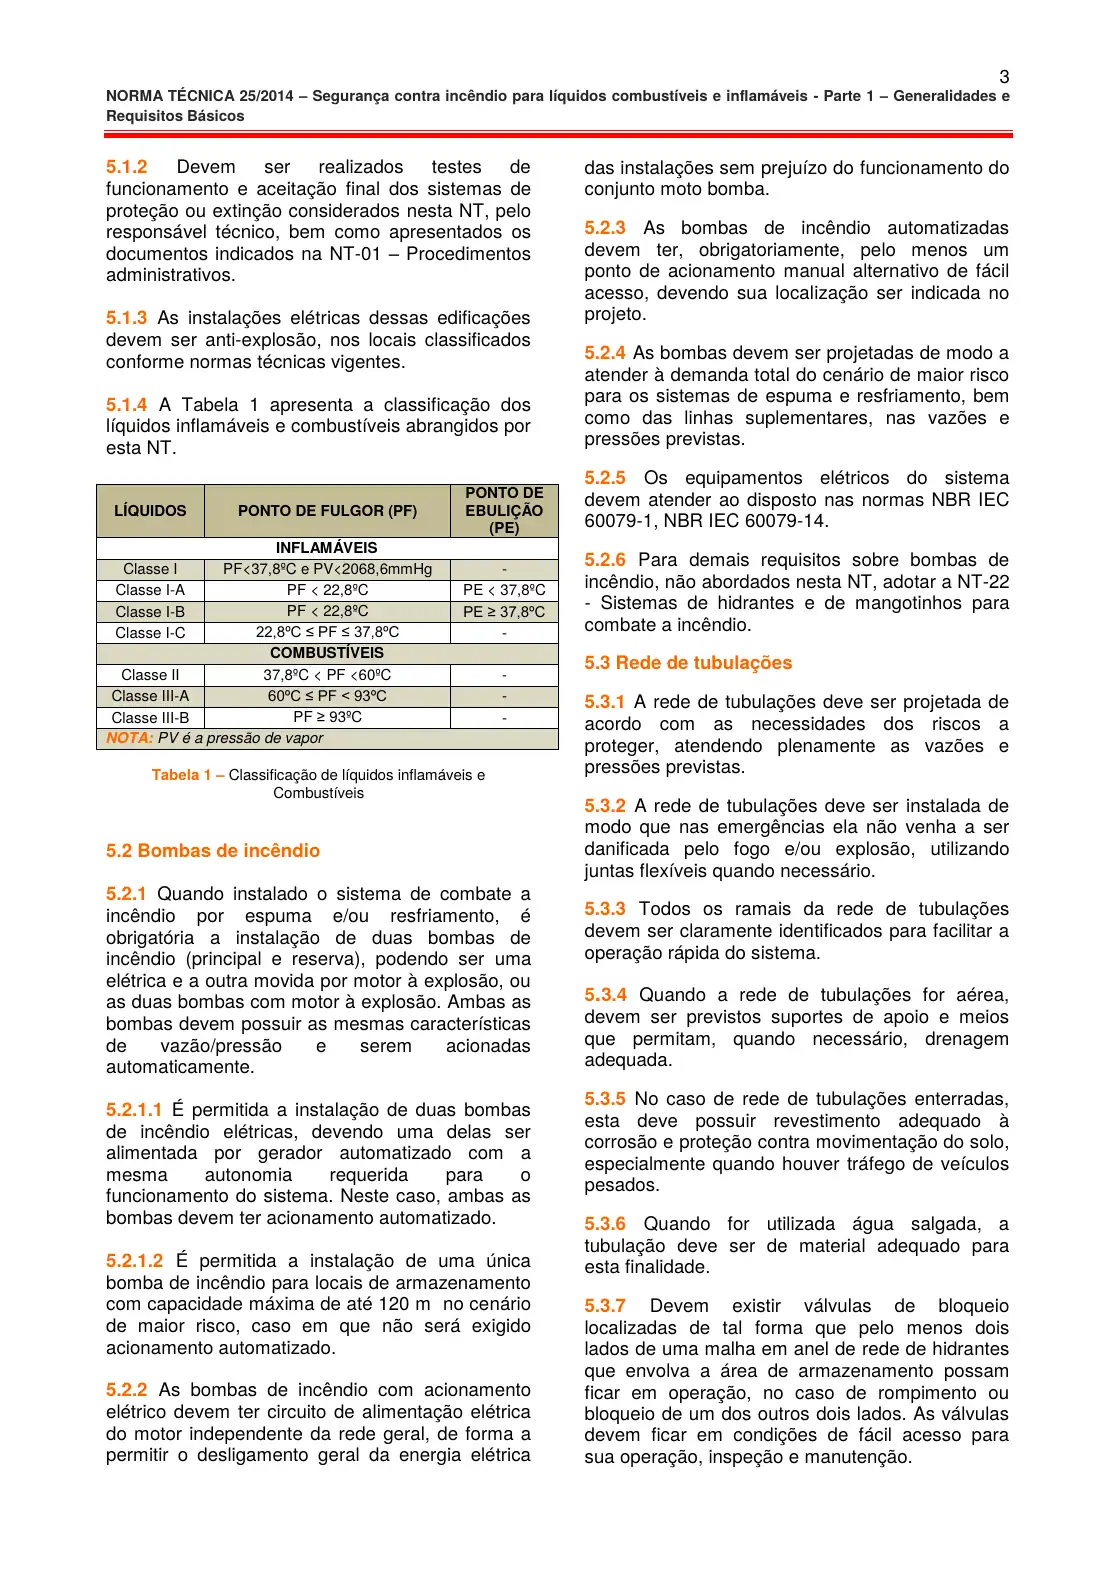 3
NORMA TÉCNICA 25/2014 – Segurança contra incêndio para líquidos combustíveis e inflamáveis - Parte 1 – Generalidades e
Requisitos Básicos
5.1.2 Devem ser realizados testes de
funcionamento e aceitação final dos sistemas de
proteção ou extinção considerados nesta NT, pelo
responsável técnico, bem como apresentados os
documentos indicados na NT-01 – Procedimentos
administrativos.
5.1.3 As instalações elétricas dessas edificações
devem ser anti-explosão, nos locais classificados
conforme normas técnicas vigentes.
5.1.4 A Tabela 1 apresenta a classificação dos
líquidos inflamáveis e combustíveis abrangidos por
esta NT.
LÍQUIDOS PONTO DE FULGOR (PF) PONTO DE
EBULIÇÃO
(PE)
INFLAMÁVEIS
Classe I PF<37,8ºC e PV<2068,6mmHg -
Classe I-A PF < 22,8ºC PE < 37,8ºC
Classe I-B PF < 22,8ºC PE ≥ 37,8ºC
Classe I-C 22,8ºC ≤ PF ≤ 37,8ºC -
COMBUSTÍVEIS
Classe II 37,8ºC < PF <60ºC -
Classe III-A 60ºC ≤ PF < 93ºC -
Classe III-B PF ≥ 93ºC -
NOTA: PV é a pressão de vapor
Tabela 1 – Classificação de líquidos inflamáveis e
Combustíveis
5.2 Bombas de incêndio
5.2.1 Quando instalado o sistema de combate a
incêndio por espuma e/ou resfriamento, é
obrigatória a instalação de duas bombas de
incêndio (principal e reserva), podendo ser uma
elétrica e a outra movida por motor à explosão, ou
as duas bombas com motor à explosão. Ambas as
bombas devem possuir as mesmas características
de vazão/pressão e serem acionadas
automaticamente.
5.2.1.1 É permitida a instalação de duas bombas
de incêndio elétricas, devendo uma delas ser
alimentada por gerador automatizado com a
mesma autonomia requerida para o
funcionamento do sistema. Neste caso, ambas as
bombas devem ter acionamento automatizado.
5.2.1.2 É permitida a instalação de uma única
bomba de incêndio para locais de armazenamento
com capacidade máxima de até 120 m no cenário
de maior risco, caso em que não será exigido
acionamento automatizado.
5.2.2 As bombas de incêndio com acionamento
elétrico devem ter circuito de alimentação elétrica
do motor independente da rede geral, de forma a
permitir o desligamento geral da energia elétrica
das instalações sem prejuízo do funcionamento do
conjunto moto bomba.
5.2.3 As bombas de incêndio automatizadas
devem ter, obrigatoriamente, pelo menos um
ponto de acionamento manual alternativo de fácil
acesso, devendo sua localização ser indicada no
projeto.
5.2.4 As bombas devem ser projetadas de modo a
atender à demanda total do cenário de maior risco
para os sistemas de espuma e resfriamento, bem
como das linhas suplementares, nas vazões e
pressões previstas.
5.2.5 Os equipamentos elétricos do sistema
devem atender ao disposto nas normas NBR IEC
60079-1, NBR IEC 60079-14.
5.2.6 Para demais requisitos sobre bombas de
incêndio, não abordados nesta NT, adotar a NT-22
- Sistemas de hidrantes e de mangotinhos para
combate a incêndio.
5.3 Rede de tubulações
5.3.1 A rede de tubulações deve ser projetada de
acordo com as necessidades dos riscos a
proteger, atendendo plenamente as vazões e
pressões previstas.
5.3.2 A rede de tubulações deve ser instalada de
modo que nas emergências ela não venha a ser
danificada pelo fogo e/ou explosão, utilizando
juntas flexíveis quando necessário.
5.3.3 Todos os ramais da rede de tubulações
devem ser claramente identificados para facilitar a
operação rápida do sistema.
5.3.4 Quando a rede de tubulações for aérea,
devem ser previstos suportes de apoio e meios
que permitam, quando necessário, drenagem
adequada.
5.3.5 No caso de rede de tubulações enterradas,
esta deve possuir revestimento adequado à
corrosão e proteção contra movimentação do solo,
especialmente quando houver tráfego de veículos
pesados.
5.3.6 Quando for utilizada água salgada, a
tubulação deve ser de material adequado para
esta finalidade.
5.3.7 Devem existir válvulas de bloqueio
localizadas de tal forma que pelo menos dois
lados de uma malha em anel de rede de hidrantes
que envolva a área de armazenamento possam
ficar em operação, no caso de rompimento ou
bloqueio de um dos outros dois lados. As válvulas
devem ficar em condições de fácil acesso para
sua operação, inspeção e manutenção.